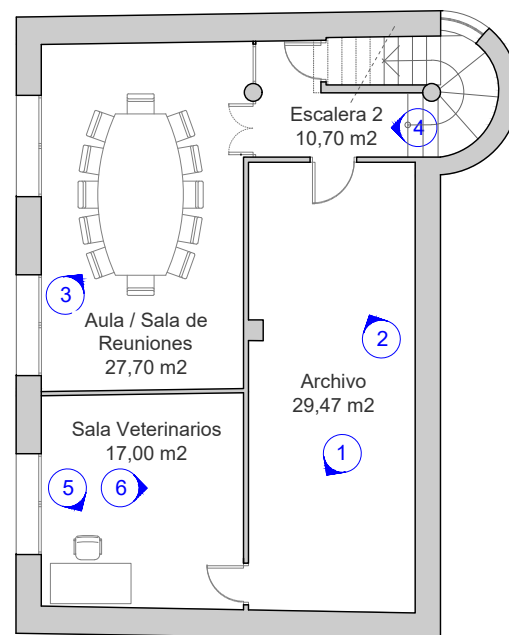 Escalera 2
10,70 m2
4
3
Aula / Sala de
Reuniones
27,70 m2
2
Archivo
29,47 m2
1
Sala Veterinarios
17,00 m2
5
6